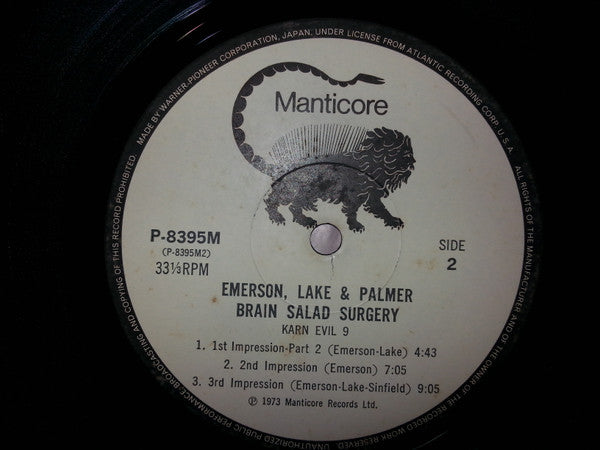 MADE BY WARNER-PIONEER CORPORATION, JAPAN, UNDER LICENSE FROM ATLANTIC RECORDING CORP. U.S.A.
ALL RIGHTS OF THE MANUFACTURER AND OF THE OWNER OF THE RECORDED WORK RESERVED
UNAUTHORIZED PUBLIC PERFORMANCE BROADCASTING AND COPYING OF THIS RECORD PROHIBITED.
Manticore
P-8395M
(P-8395M2)
33⅓RPM
SIDE
2
EMERSON, LAKE & PALMER
BRAIN SALAD SURGERY
KARN EVIL 9
1. 1st Impression-Part 2 (Emerson-Lake) 4:43
2. 2nd Impression (Emerson) 7:05
3. 3rd Impression (Emerson-Lake-Sinfield) 9:05
℗ 1973 Manticore Records Ltd.